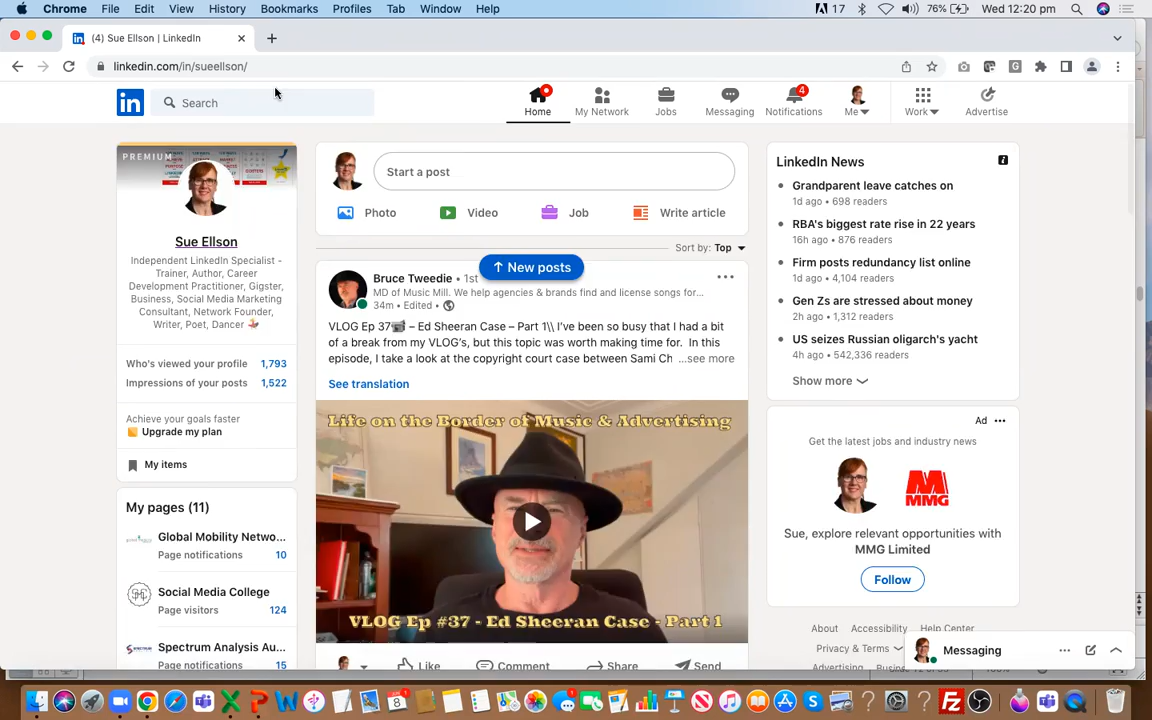 Chrome File Edit View History Bookmarks Profiles Tab Window Help 17 76% Wed 12:20 pm
(4) Sue Ellson | LinkedIn
linkedin.com/in/sueellson/
in Search Home My Network Jobs Messaging 4 Notifications Me Work Advertise
PREMIUM
Sue Ellson
Independent LinkedIn Specialist -
Trainer, Author, Career
Development Practitioner, Gigster,
Business, Social Media Marketing
Consultant, Network Founder,
Writer, Poet, Dancer 💃
Who's viewed your profile 1,793
Impressions of your posts 1,522
Achieve your goals faster
Upgrade my plan
My items
My pages (11)
Global Mobility Netwo...
Page notifications 10
Social Media College
Page visitors 124
Spectrum Analysis Au...
Page notifications 15
Start a post
Photo Video Job Write article
Sort by: Top
↑ New posts
Bruce Tweedie • 1st
MD of Music Mill. We help agencies & brands find and license songs for...
34m • Edited •
VLOG Ep 37📹 – Ed Sheeran Case – Part 1\\ I've been so busy that I had a bit
of a break from my VLOG's, but this topic was worth making time for. In this
episode, I take a look at the copyright court case between Sami Ch ...see more
See translation
Life on the Border of Music & Advertising
VLOG Ep #37 - Ed Sheeran Case - Part 1
Like Comment Share Send
LinkedIn News
• Grandparent leave catches on
1d ago • 698 readers
• RBA's biggest rate rise in 22 years
16h ago • 876 readers
• Firm posts redundancy list online
1d ago • 4,104 readers
• Gen Zs are stressed about money
2h ago • 1,312 readers
• US seizes Russian oligarch's yacht
4h ago • 542,336 readers
Show more
Ad •••
Get the latest jobs and industry news
MMG
Sue, explore relevant opportunities with
MMG Limited
Follow
About Accessibility Help Center
Privacy & Terms
Advertising
Messaging